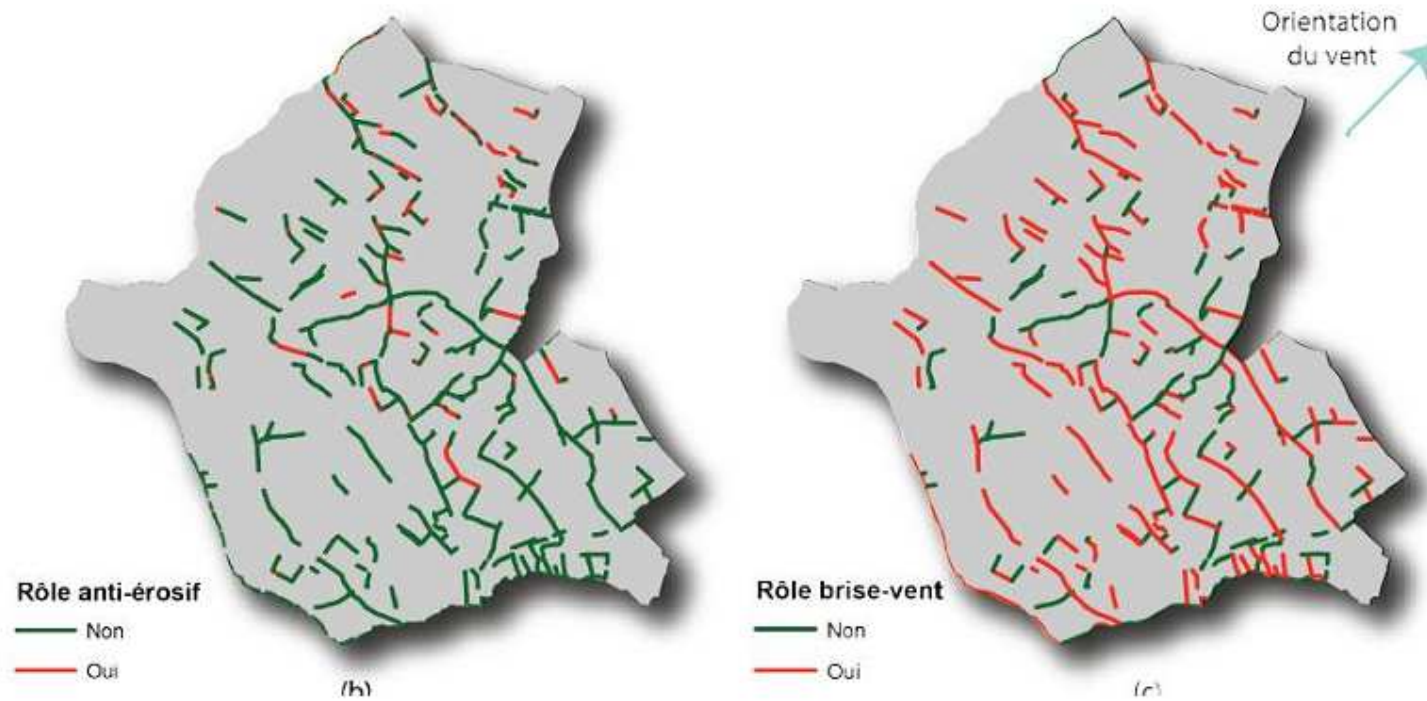 Orientation
du vent
Rôle anti-érosif
Non
Oui
(b)
Rôle brise-vent
Non
Oui
(c)